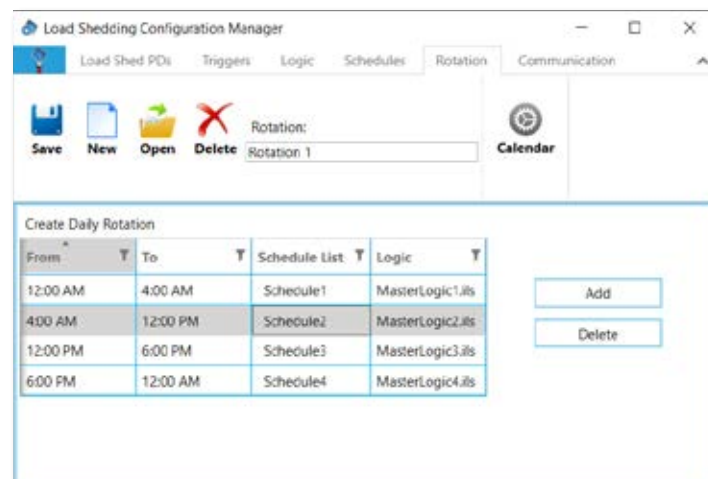 Load Shedding Configuration Manager
Load Shed PDs Triggers Logic Schedules Rotation Communication
Rotation:
Save New Open Delete Rotation 1 Calendar
Create Daily Rotation
From To Schedule List Logic
12:00 AM 4:00 AM Schedule1 MasterLogic1.ils
Add
4:00 AM 12:00 PM Schedule2 MasterLogic2.ils
Delete
12:00 PM 6:00 PM Schedule3 MasterLogic3.ils
6:00 PM 12:00 AM Schedule4 MasterLogic4.ils